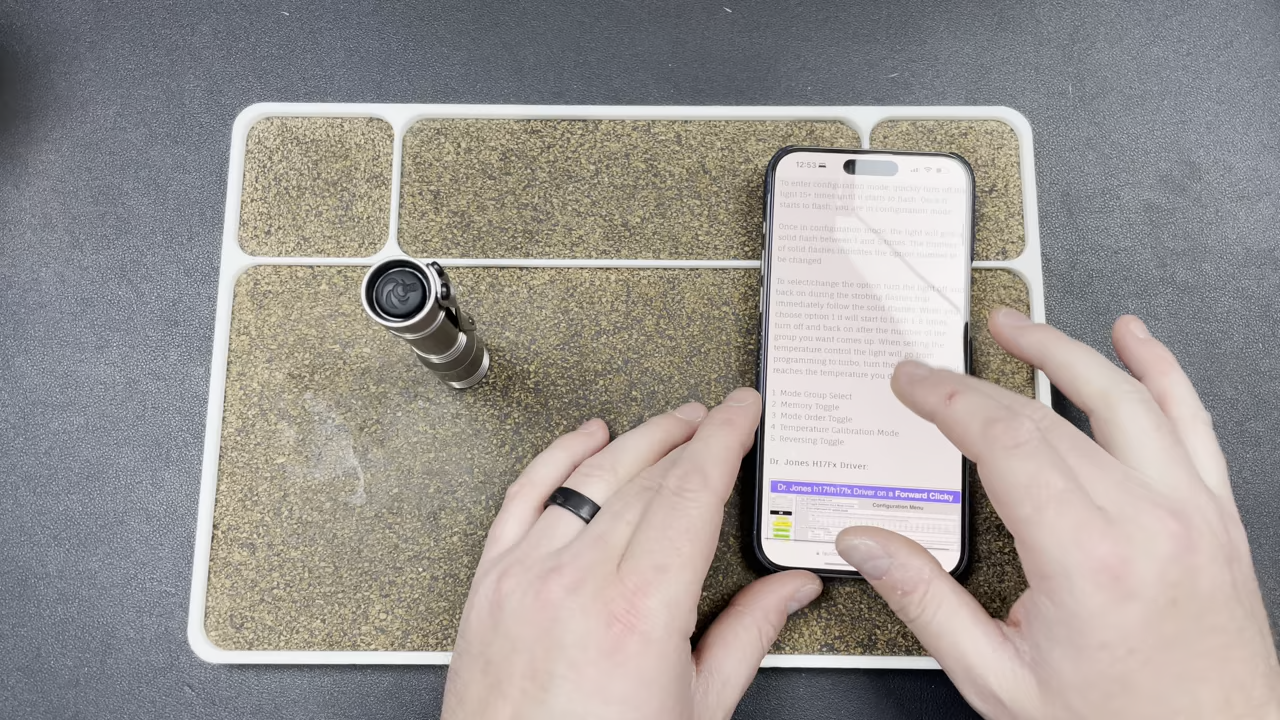 12:53
To enter configuration mode, quickly turn off the
light 15+ times until it starts to flash. Once it
starts to flash, you are in configuration mode
Once in configuration mode, the light will give
solid flash between 1 and times. The
of solid flashes indicates the option number to
be changed
To select/change the option turn the light off and
back on during the strobing flashes that
immediately follow the solid flashes. When you
choose option 1 it will start to flash 1 6 times
turn off and back on after the number of the
group you want comes up. When setting the
temperature control the light will go from
programming to turbo, turn the
reaches the temperature you
1 Mode Group Select
2 Memory Toggle
3 Mode Order Toggle
4 Temperature Calibration Mode
5 Reversing Toggle
Dr. Jones H17Fx Driver:
Dr. Jones h17f/h17fx Driver on a Forward Clicky
Configuration Menu